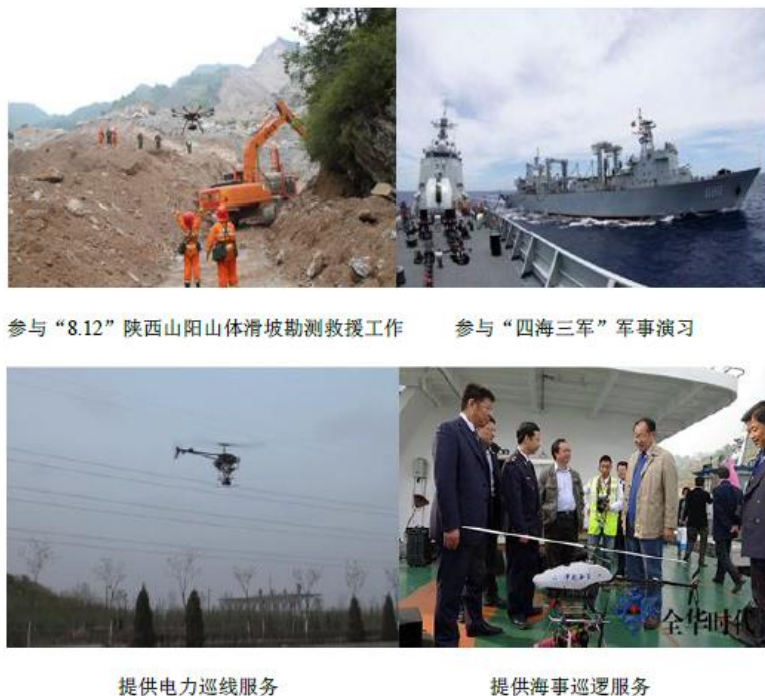 参与“8.12”陕西山阳山体滑坡勘测救援工作
参与“四海三军”军事演习
全华时代
提供电力巡线服务
提供海事巡逻服务